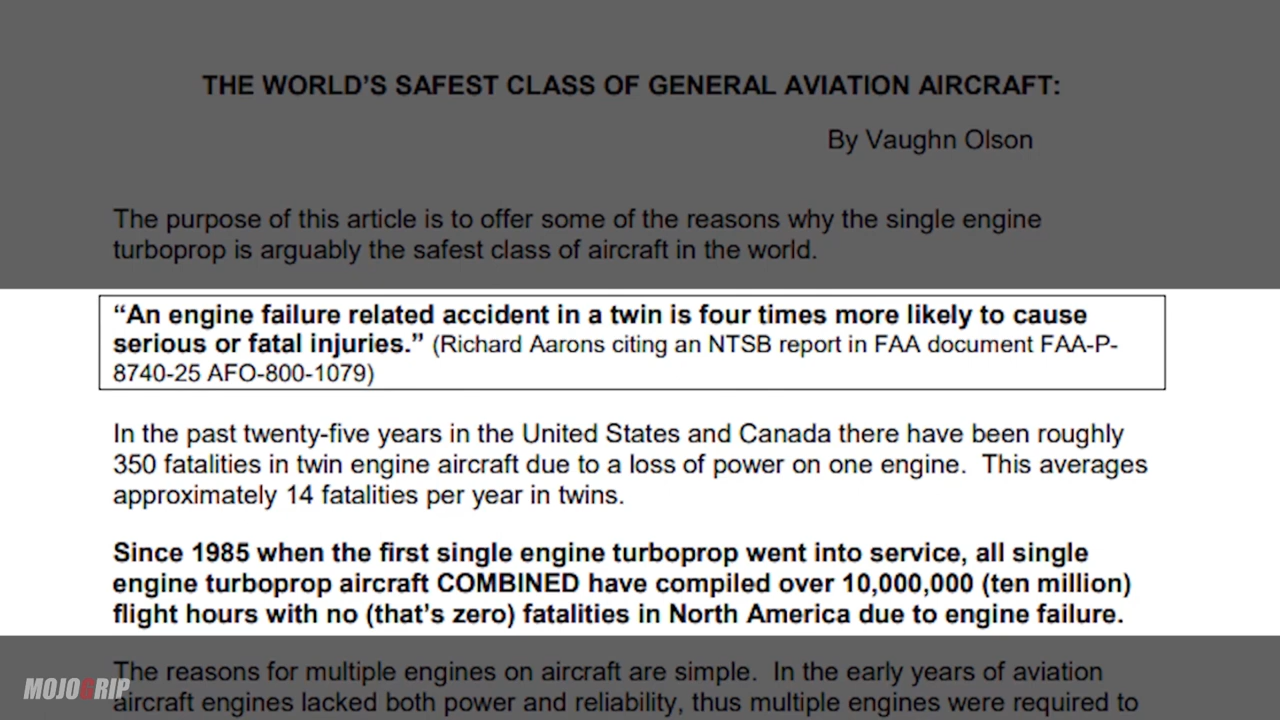 THE WORLD’S SAFEST CLASS OF GENERAL AVIATION AIRCRAFT:
By Vaughn Olson
The purpose of this article is to offer some of the reasons why the single engine
turboprop is arguably the safest class of aircraft in the world.
“An engine failure related accident in a twin is four times more likely to cause
serious or fatal injuries.” (Richard Aarons citing an NTSB report in FAA document FAA-P-
8740-25 AFO-800-1079)
In the past twenty-five years in the United States and Canada there have been roughly
350 fatalities in twin engine aircraft due to a loss of power on one engine.  This averages
approximately 14 fatalities per year in twins.
Since 1985 when the first single engine turboprop went into service, all single
engine turboprop aircraft COMBINED have compiled over 10,000,000 (ten million)
flight hours with no (that’s zero) fatalities in North America due to engine failure.
The reasons for multiple engines on aircraft are simple.  In the early years of aviation
aircraft engines lacked both power and reliability, thus multiple engines were required to
MOJOGRIP